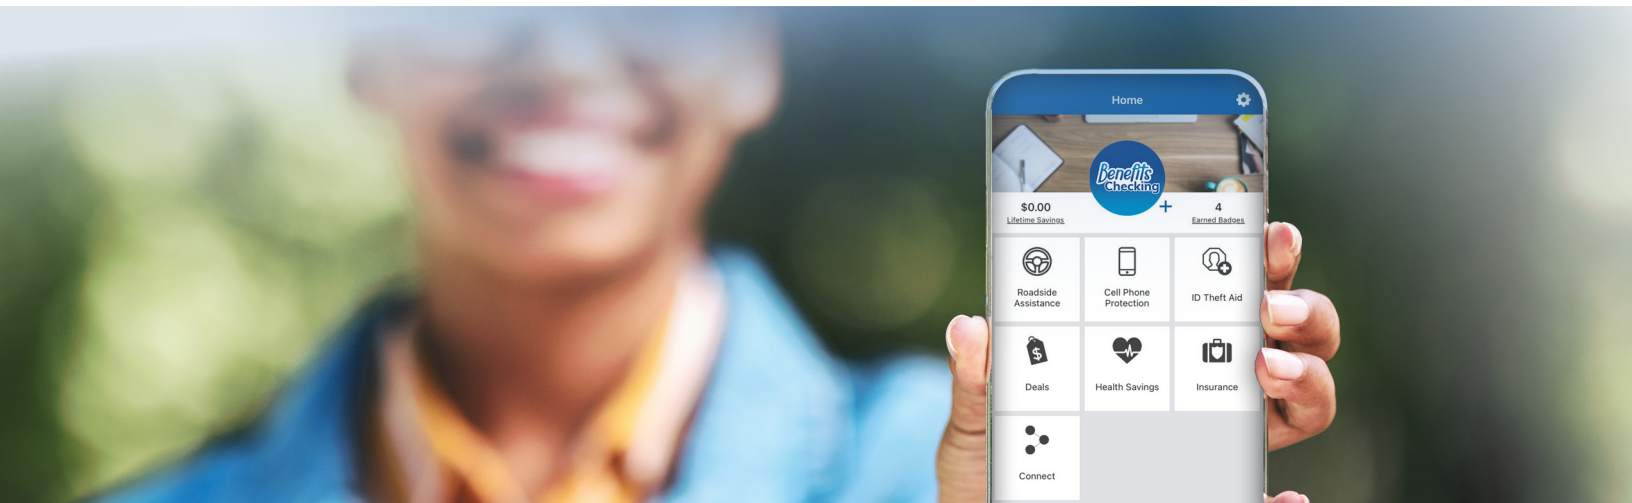 Home
Benefits
Checking
$0.00
Lifetime Savings
4
Earned Badges
Roadside
Assistance
Cell Phone
Protection
ID Theft Aid
Deals
Health Savings
Insurance
Connect